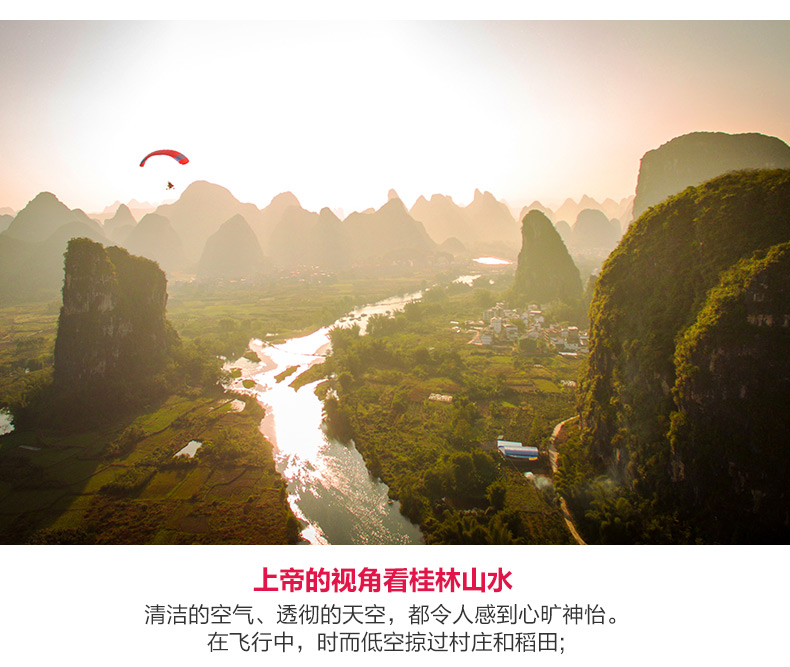 上帝的视角看桂林山水
清洁的空气、透彻的天空，都令人感到心旷神怡。
在飞行中，时而低空掠过村庄和稻田;